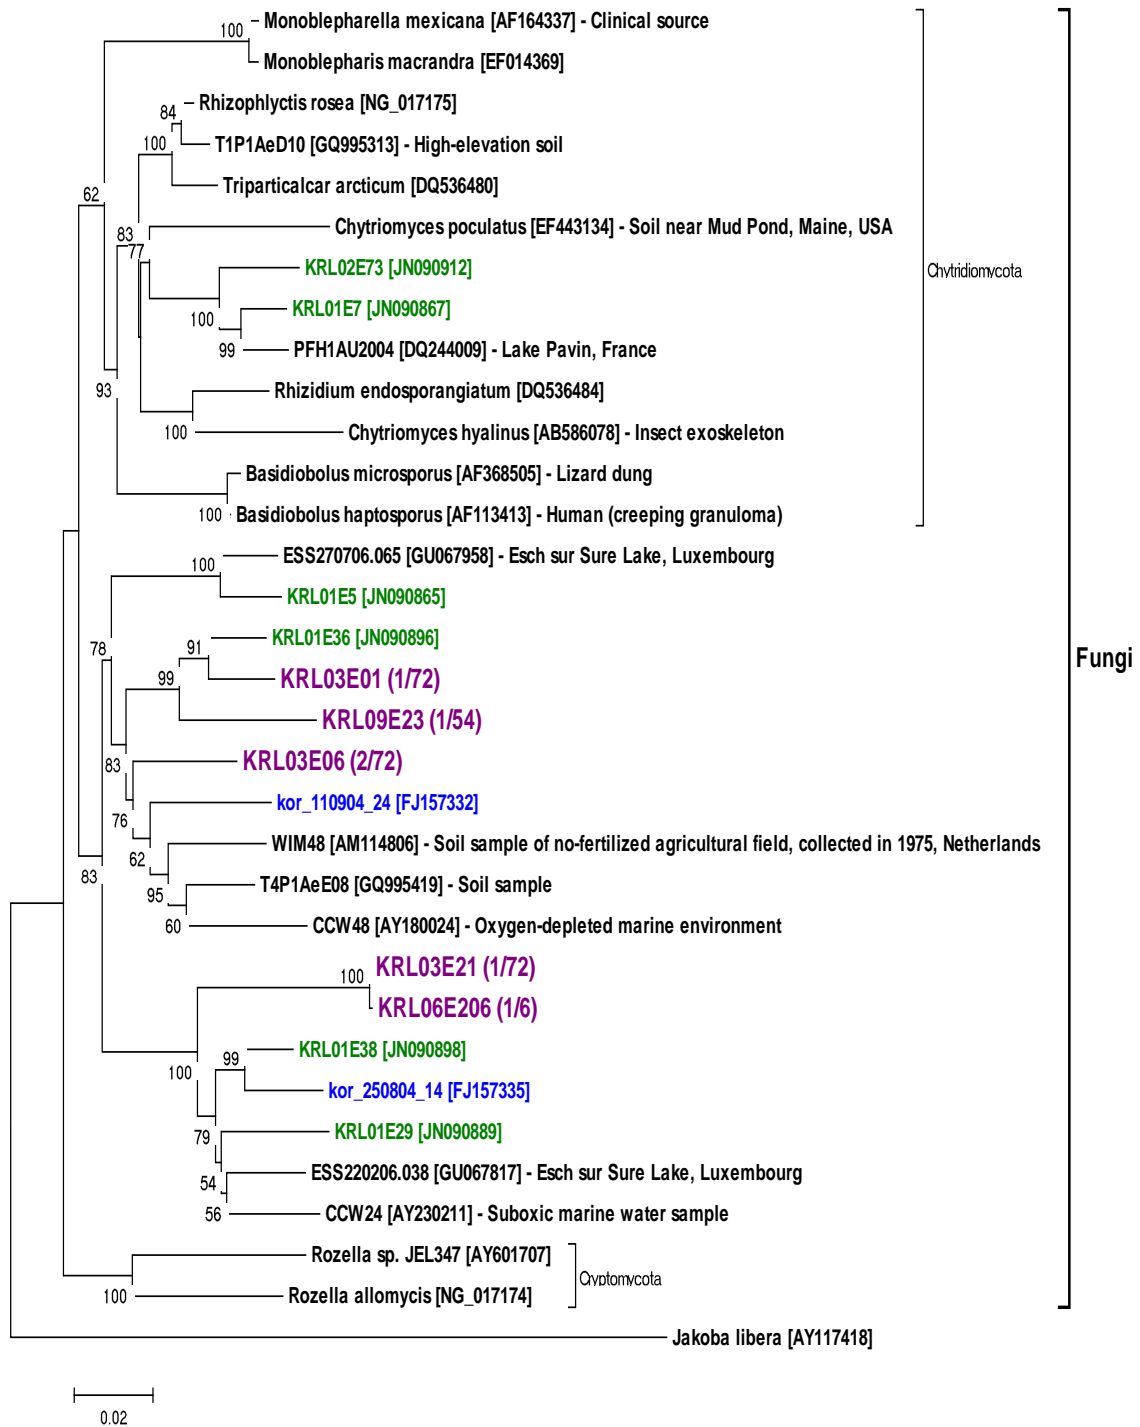 Monoblepharella mexicana [AF164337] - Clinical source
100
Monoblepharis macrandra [EF014369]
Rhizophlyctis rosea [NG_017175]
84
T1P1AeD10 [GQ995313] - High-elevation soil
100
Triparticalcar arcticum [DQ536480]
62
Chytriomyces poculatus [EF443134] - Soil near Mud Pond, Maine, USA
83
77
KRL02E73 [JN090912]
Chytridiomycota
KRL01E7 [JN090867]
100
PFH1AU2004 [DQ244009] - Lake Pavin, France
99
Rhizidium endosporangiatum [DQ536484]
93
Chytriomyces hyalinus [AB586078] - Insect exoskeleton
100
Basidiobolus microsporus [AF368505] - Lizard dung
Basidiobolus haptosporus [AF113413] - Human (creeping granuloma)
100
ESS270706.065 [GU067958] - Esch sur Sure Lake, Luxembourg
100
KRL01E5 [JN090865]
KRL01E36 [JN090896]
91
78
Fungi
KRL03E01 (1/72)
99
KRL09E23 (1/54)
KRL03E06 (2/72)
83
kor_110904_24 [FJ157332]
76
WIM48 [AM114806] - Soil sample of no-fertilized agricultural field, collected in 1975, Netherlands
62
83
T4P1AeE08 [GQ995419] - Soil sample
95
CCW48 [AY180024] - Oxygen-depleted marine environment
60
KRL03E21 (1/72)
100
KRL06E206 (1/6)
KRL01E38 [JN090898]
99
100
kor_250804_14 [FJ157335]
KRL01E29 [JN090889]
79
ESS220206.038 [GU067817] - Esch sur Sure Lake, Luxembourg
54
CCW24 [AY230211] - Suboxic marine water sample
56
Rozella sp. JEL347 [AY601707]
Cryptomycota
Rozella allomycis [NG_017174]
100
Jakoba libera [AY117418]
0.02